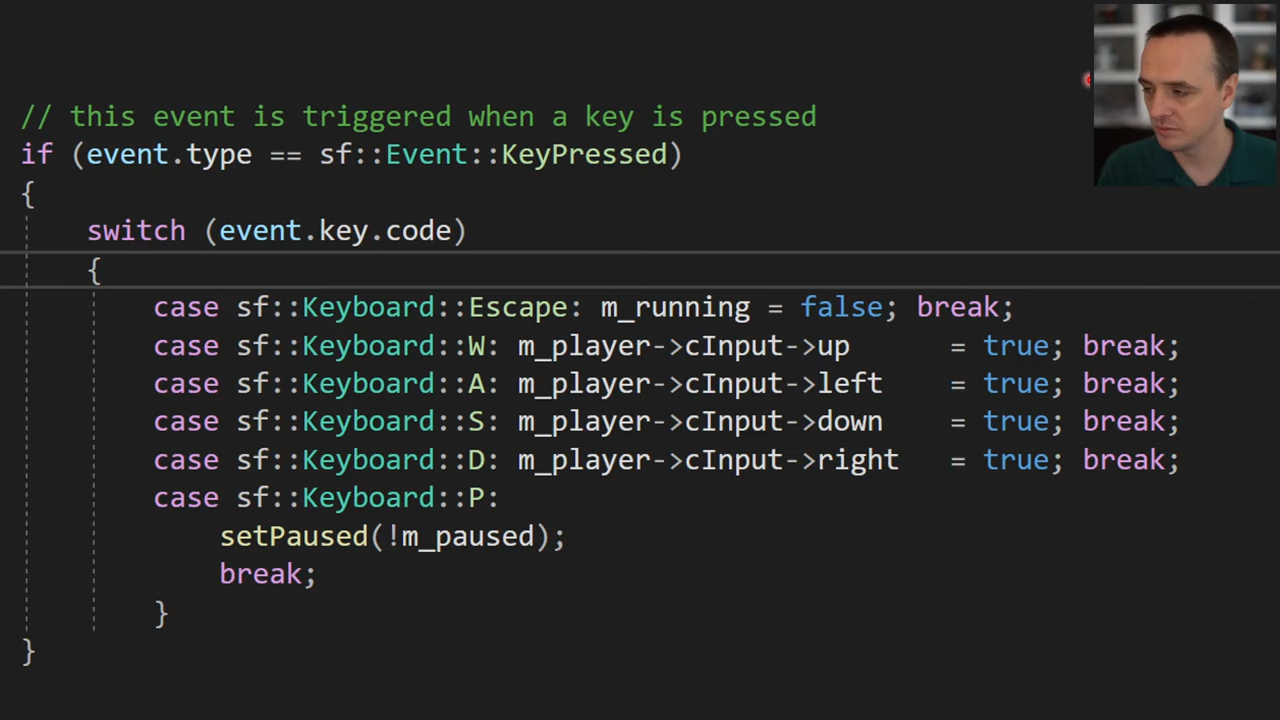 // this event is triggered when a key is pressed
if (event.type == sf::Event::KeyPressed)
{
switch (event.key.code)
{
case sf::Keyboard::Escape: m_running = false; break;
case sf::Keyboard::W: m_player->cInput->up = true; break;
case sf::Keyboard::A: m_player->cInput->left = true; break;
case sf::Keyboard::S: m_player->cInput->down = true; break;
case sf::Keyboard::D: m_player->cInput->right = true; break;
case sf::Keyboard::P:
setPaused(!m_paused);
break;
}
}